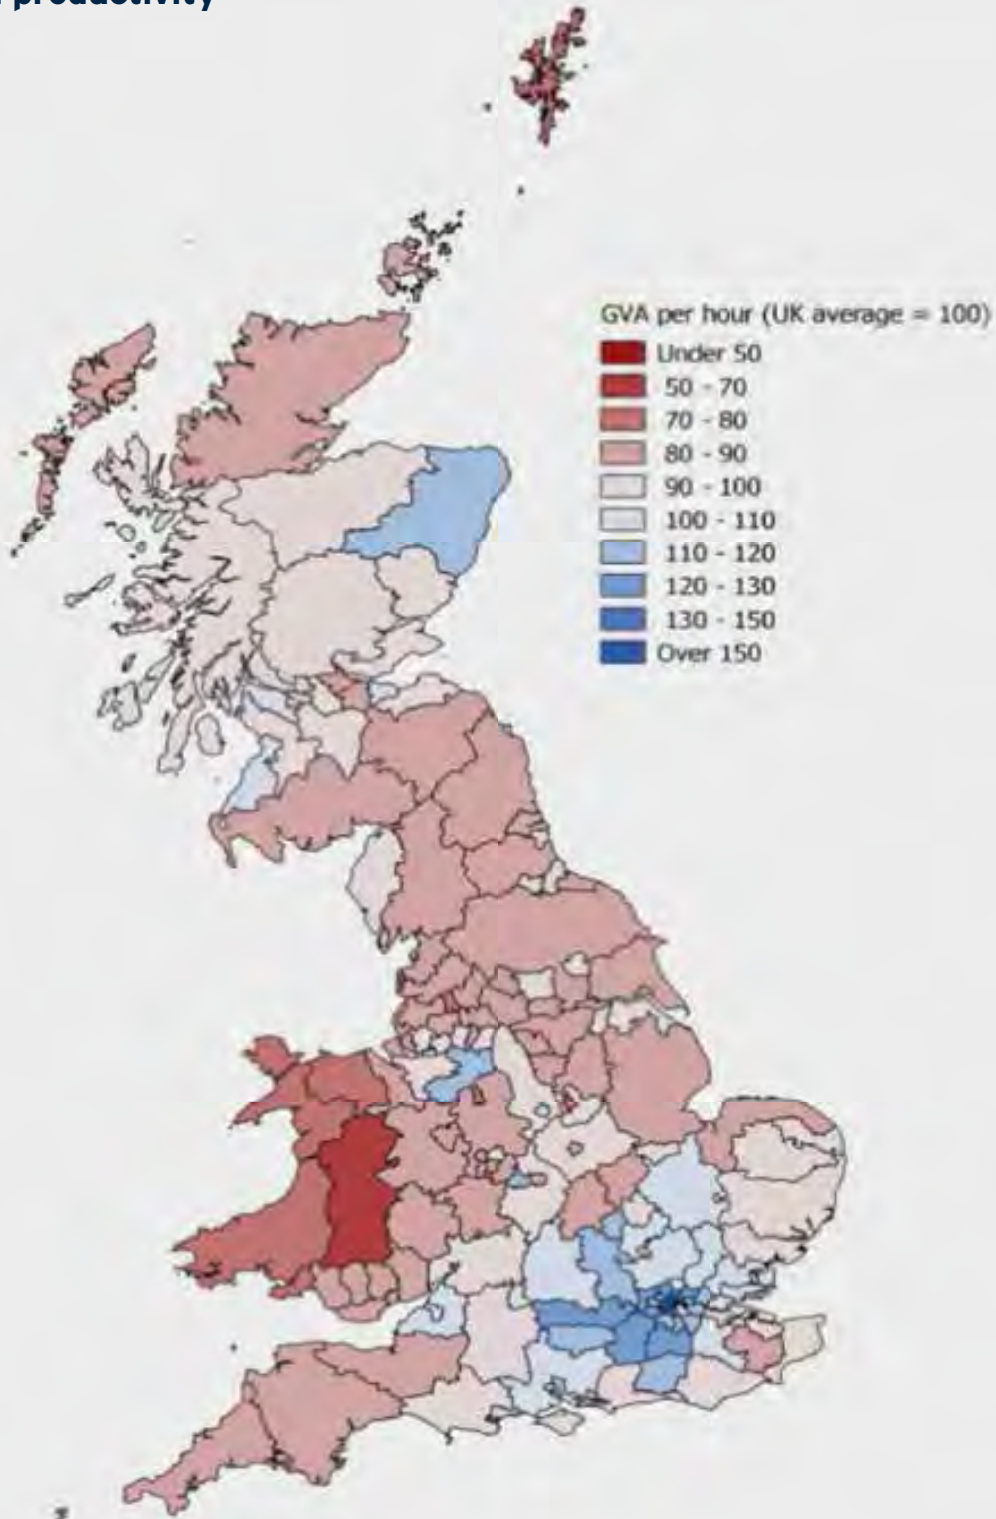 productivity
GVA per hour (UK average = 100)
Under 50
50 - 70
70 - 80
80 - 90
90 - 100
100 - 110
110 - 120
120 - 130
130 - 150
Over 150